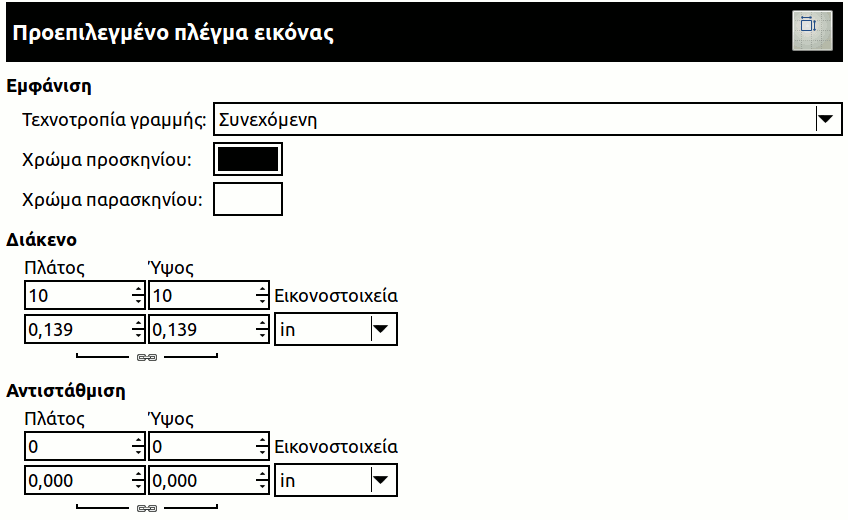 Προεπιλεγμένο πλέγμα εικόνας
Εμφάνιση
Τεχνοτροπία γραμμής: Συνεχόμενη
Χρώμα προσκηνίου:
Χρώμα παρασκηνίου:
Διάκενο
Πλάτος Ύψος
10 10 Εικονοστοιχεία
0,139 0,139 in
Αντιστάθμιση
Πλάτος Ύψος
0 0 Εικονοστοιχεία
0,000 0,000 in